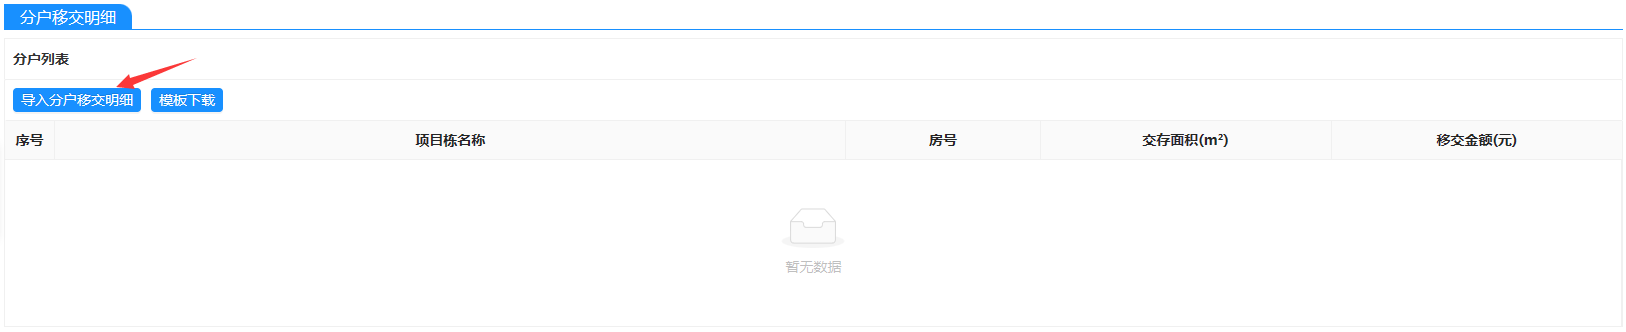 分户移交明细
分户列表
导入分户移交明细 模板下载
序号 项目栋名称 房号 交存面积(m²) 移交金额(元)
暂无数据